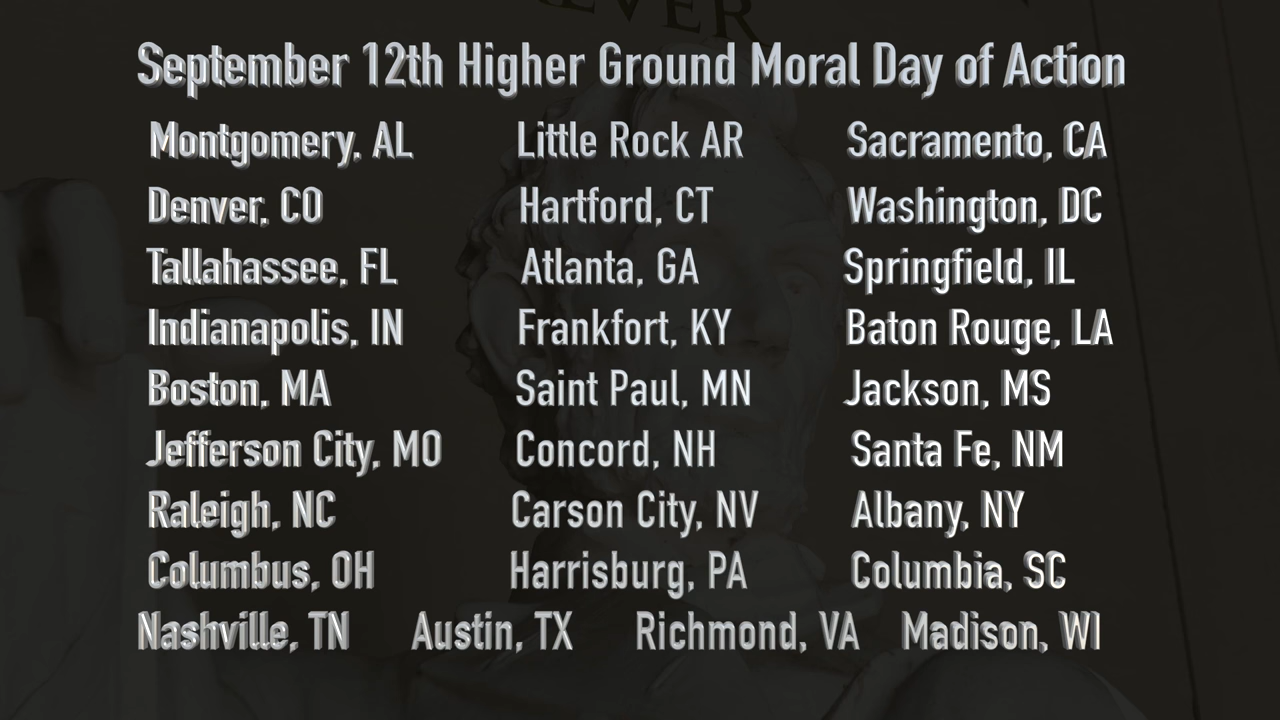 EVER
September 12th Higher Ground Moral Day of Action
Montgomery, AL Little Rock AR Sacramento, CA
Denver, CO Hartford, CT Washington, DC
Tallahassee, FL Atlanta, GA Springfield, IL
Indianapolis, IN Frankfort, KY Baton Rouge, LA
Boston, MA Saint Paul, MN Jackson, MS
Jefferson City, MO Concord, NH Santa Fe, NM
Raleigh, NC Carson City, NV Albany, NY
Columbus, OH Harrisburg, PA Columbia, SC
Nashville, TN Austin, TX Richmond, VA Madison, WI